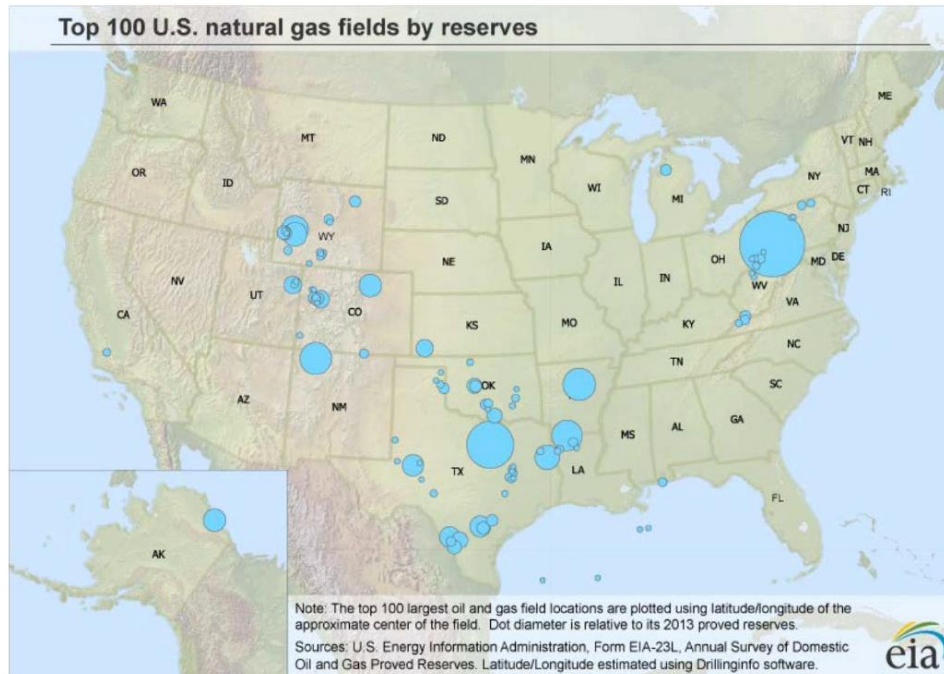 Top 100 U.S. natural gas fields by reserves
WA
MT
ND
MN
ME
VT
NH
OR
ID
SD
WI
MI
NY
MA
CT
RI
WY
IA
NE
NJ
OH
MD
DE
NV
UT
IL
IN
WV
CO
VA
CA
KS
MO
KY
NC
TN
OK
SC
AZ
NM
MS
AL
GA
TX
LA
FL
AK
Note: The top 100 largest oil and gas field locations are plotted using latitude/longitude of the
approximate center of the field. Dot diameter is relative to its 2013 proved reserves.
Sources: U.S. Energy Information Administration, Form EIA-23L, Annual Survey of Domestic
Oil and Gas Proved Reserves. Latitude/Longitude estimated using Drillinginfo software.
eia